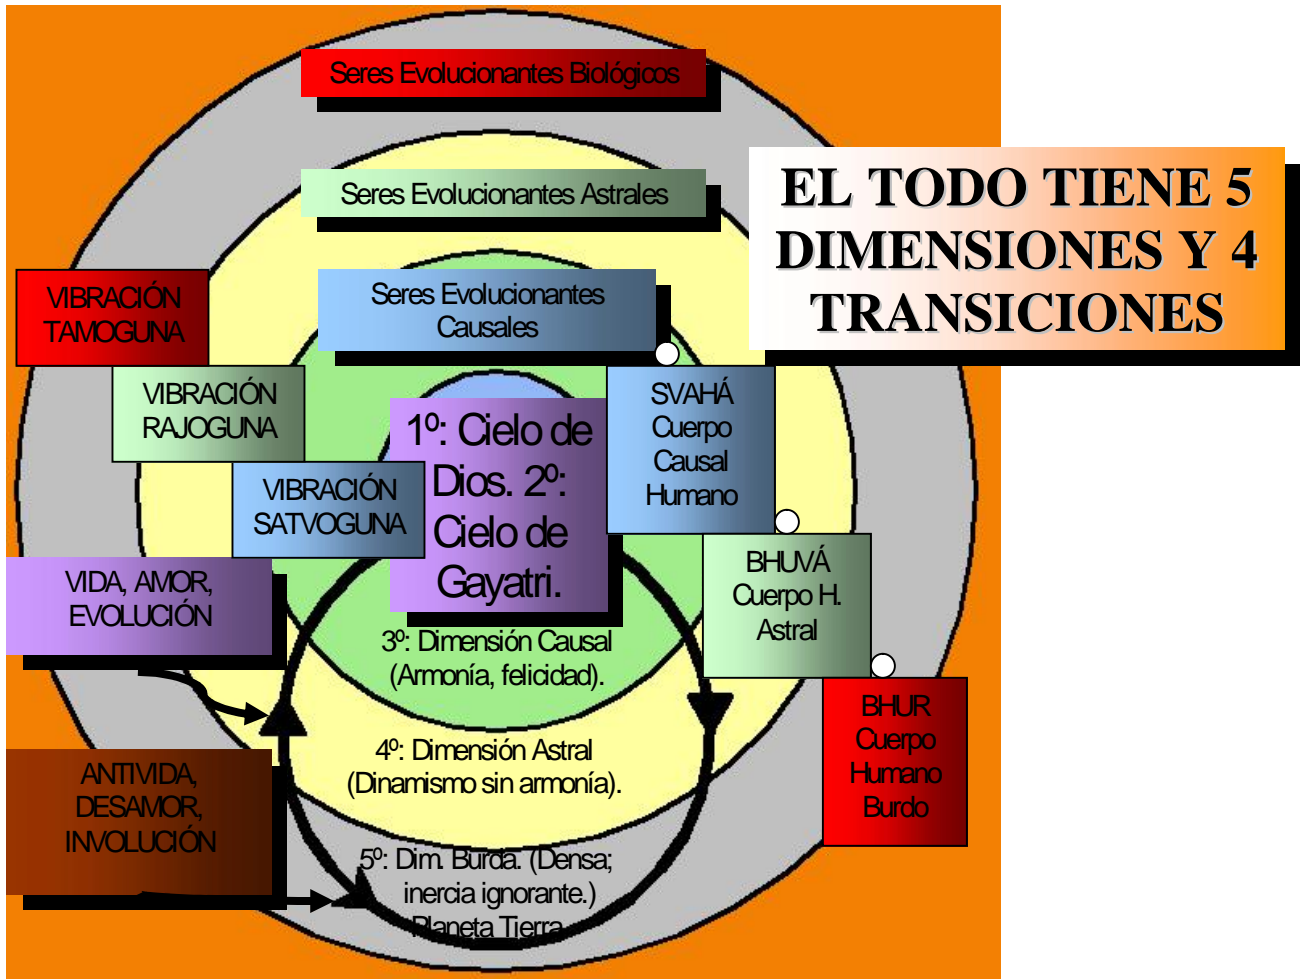 Seres Evolucionantes Biológicos
EL TODO TIENE 5
DIMENSIONES Y 4
TRANSICIONES
Seres Evolucionantes Astrales
Seres Evolucionantes
Causales
VIBRACIÓN
TAMOGUNA
VIBRACIÓN
RAJOGUNA
VIBRACIÓN
SATVOGUNA
1º: Cielo de
Dios. 2º:
Cielo de
Gayatri.
SVAHÁ
Cuerpo
Causal
Humano
BHUVÁ
Cuerpo H.
Astral
BHUR
Cuerpo
Humano
Burdo
VIDA, AMOR,
EVOLUCIÓN
3º: Dimensión Causal
(Armonía, felicidad).
4º: Dimensión Astral
(Dinamismo sin armonía).
ANTIVIDA,
DESAMOR,
INVOLUCIÓN
5º: Dim. Burda. (Densa;
inercia ignorante.)
Planeta Tierra